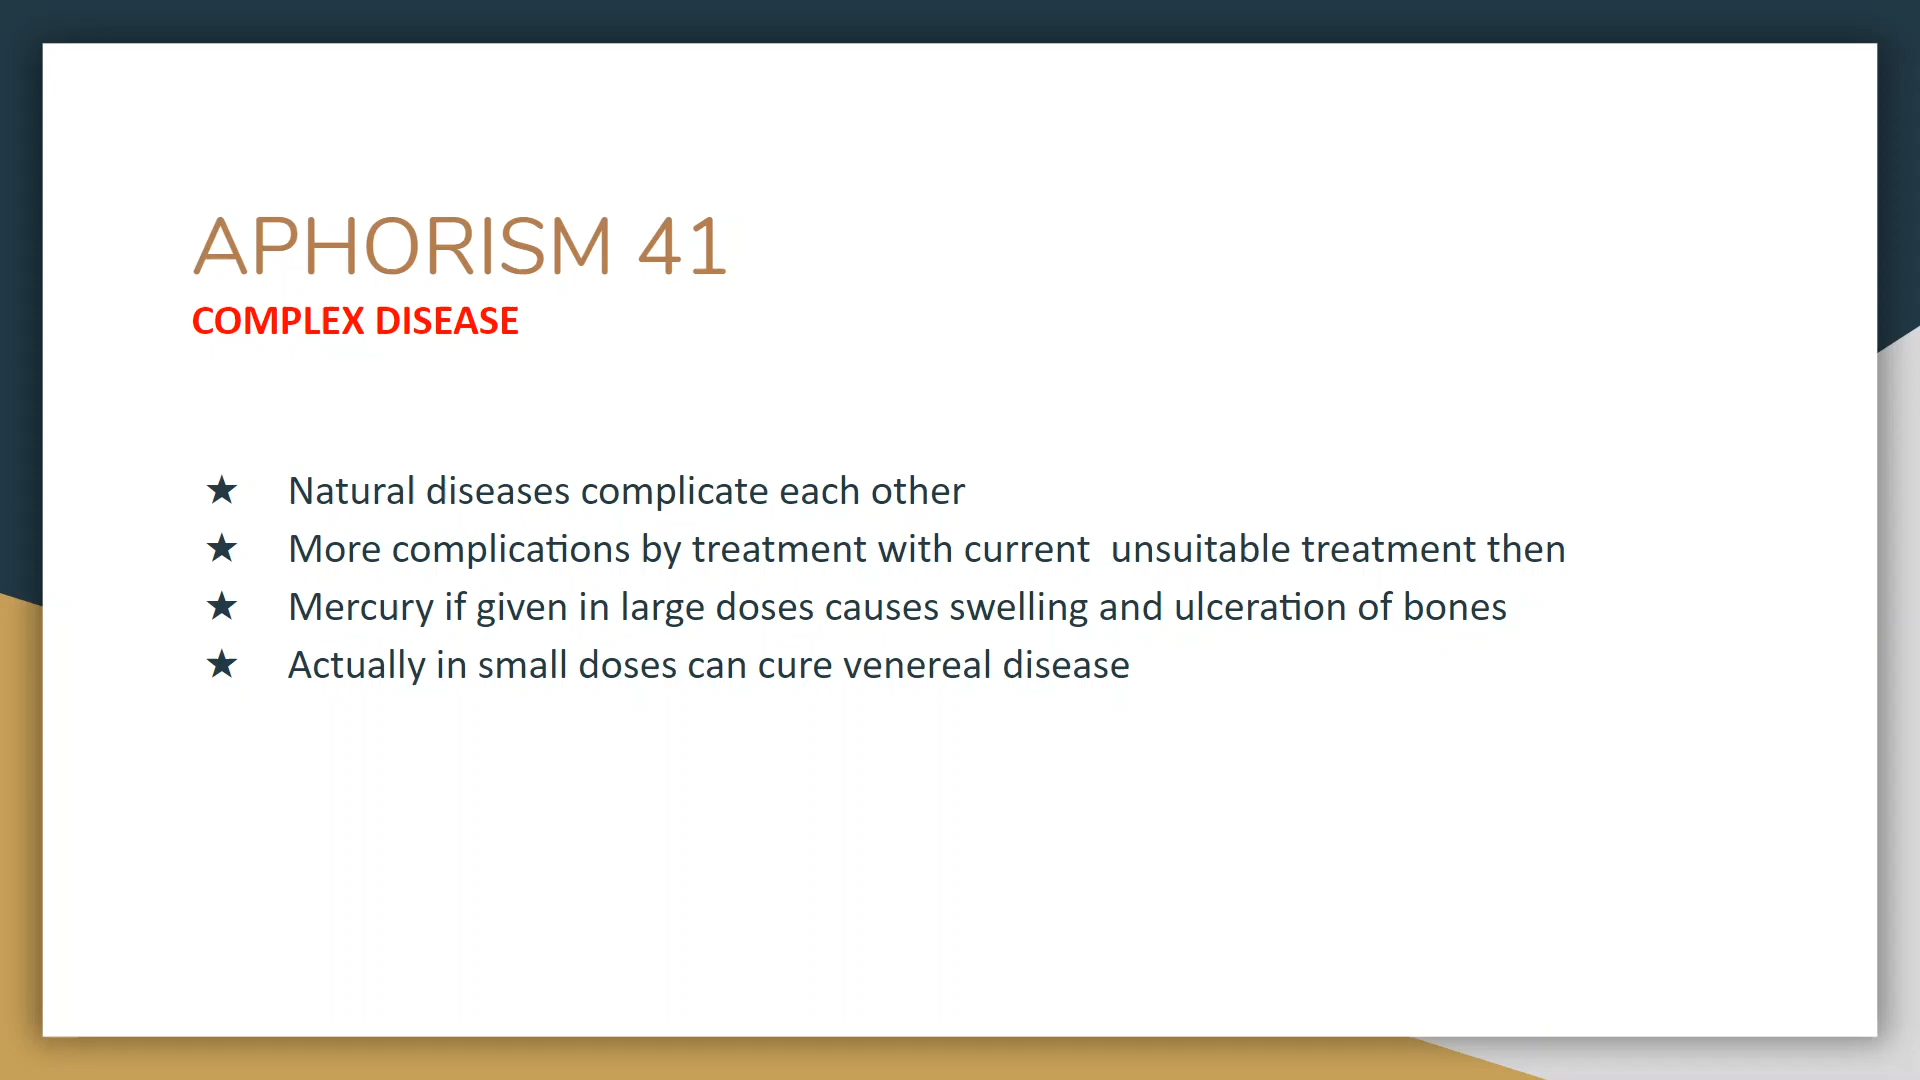 APHORISM 41
COMPLEX DISEASE
★ Natural diseases complicate each other
★ More complications by treatment with current  unsuitable treatment then
★ Mercury if given in large doses causes swelling and ulceration of bones
★ Actually in small doses can cure venereal disease